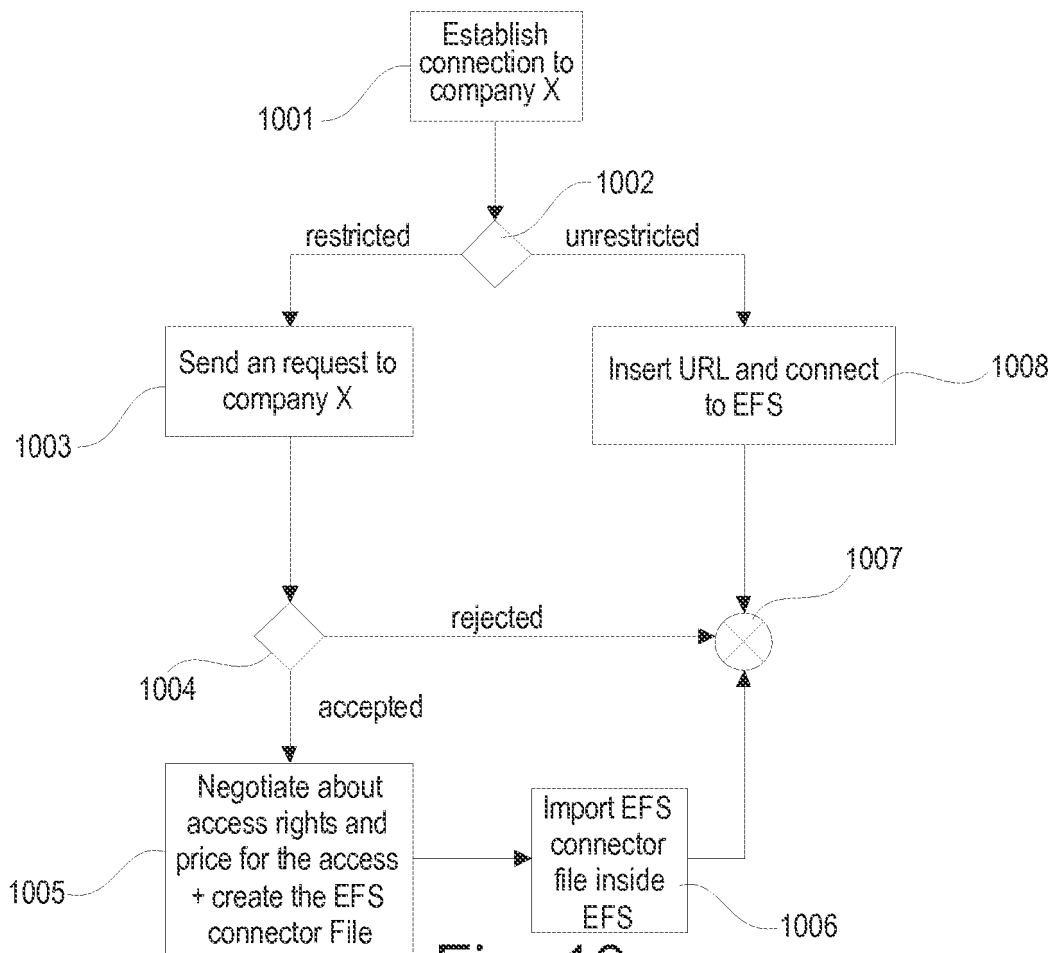 Establish
connection to
company X
1001
1002
restricted
unrestricted
Send an request to
company X
1003
Insert URL and connect
to EFS
1008
1007
rejected
1004
accepted
Negotiate about
access rights and
price for the access
+ create the EFS
connector File
1005
Import EFS
connector
file inside
EFS
1006